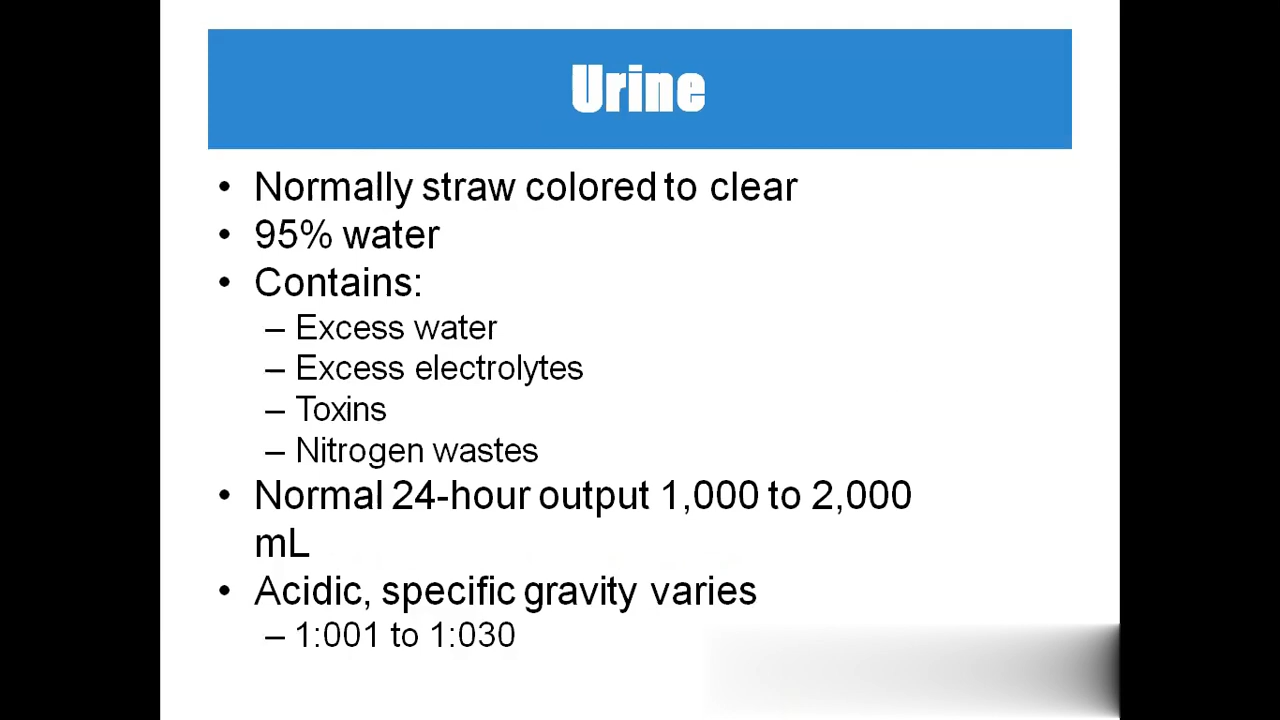 Urine
• Normally straw colored to clear
• 95% water
• Contains:
– Excess water
– Excess electrolytes
– Toxins
– Nitrogen wastes
• Normal 24-hour output 1,000 to 2,000
mL
• Acidic, specific gravity varies
– 1:001 to 1:030